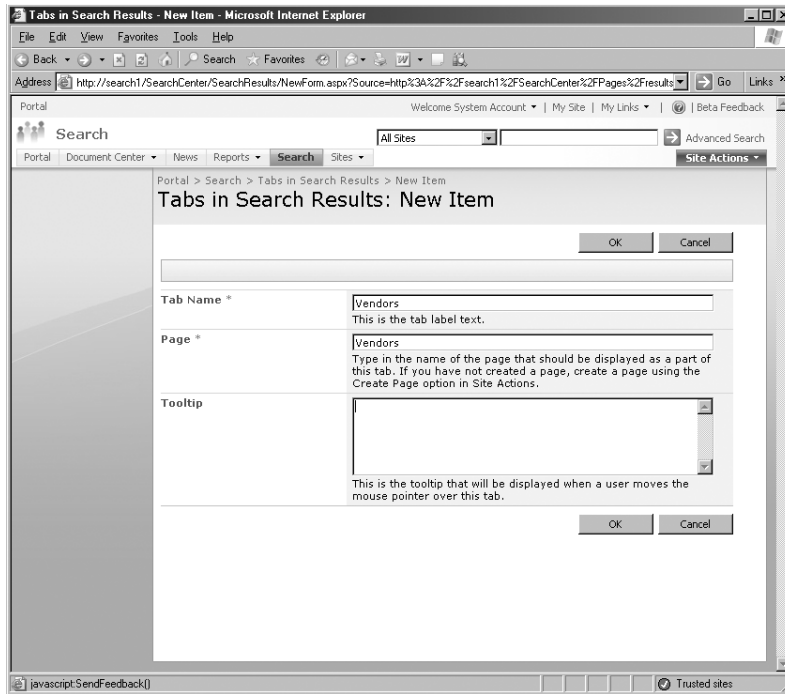 Tabs in Search Results - New Item - Microsoft Internet Explorer
File Edit View Favorites Tools Help
Back Search Favorites
Address http://search1/SearchCenter/SearchResults/NewForm.aspx?Source=http%3A%2F%2Fsearch1%2FSearchCenter%2FPages%2Fresults Go Links »
Portal Welcome System Account | My Site | My Links | Beta Feedback
Search All Sites Advanced Search
Portal Document Center News Reports Search Sites Site Actions
Portal > Search > Tabs in Search Results > New Item
Tabs in Search Results: New Item
OK Cancel
Tab Name * Vendors
This is the tab label text.
Page * Vendors
Type in the name of the page that should be displayed as a part of
this tab. If you have not created a page, create a page using the
Create Page option in Site Actions.
Tooltip
This is the tooltip that will be displayed when a user moves the
mouse pointer over this tab.
OK Cancel
javascript:SendFeedback() Trusted sites